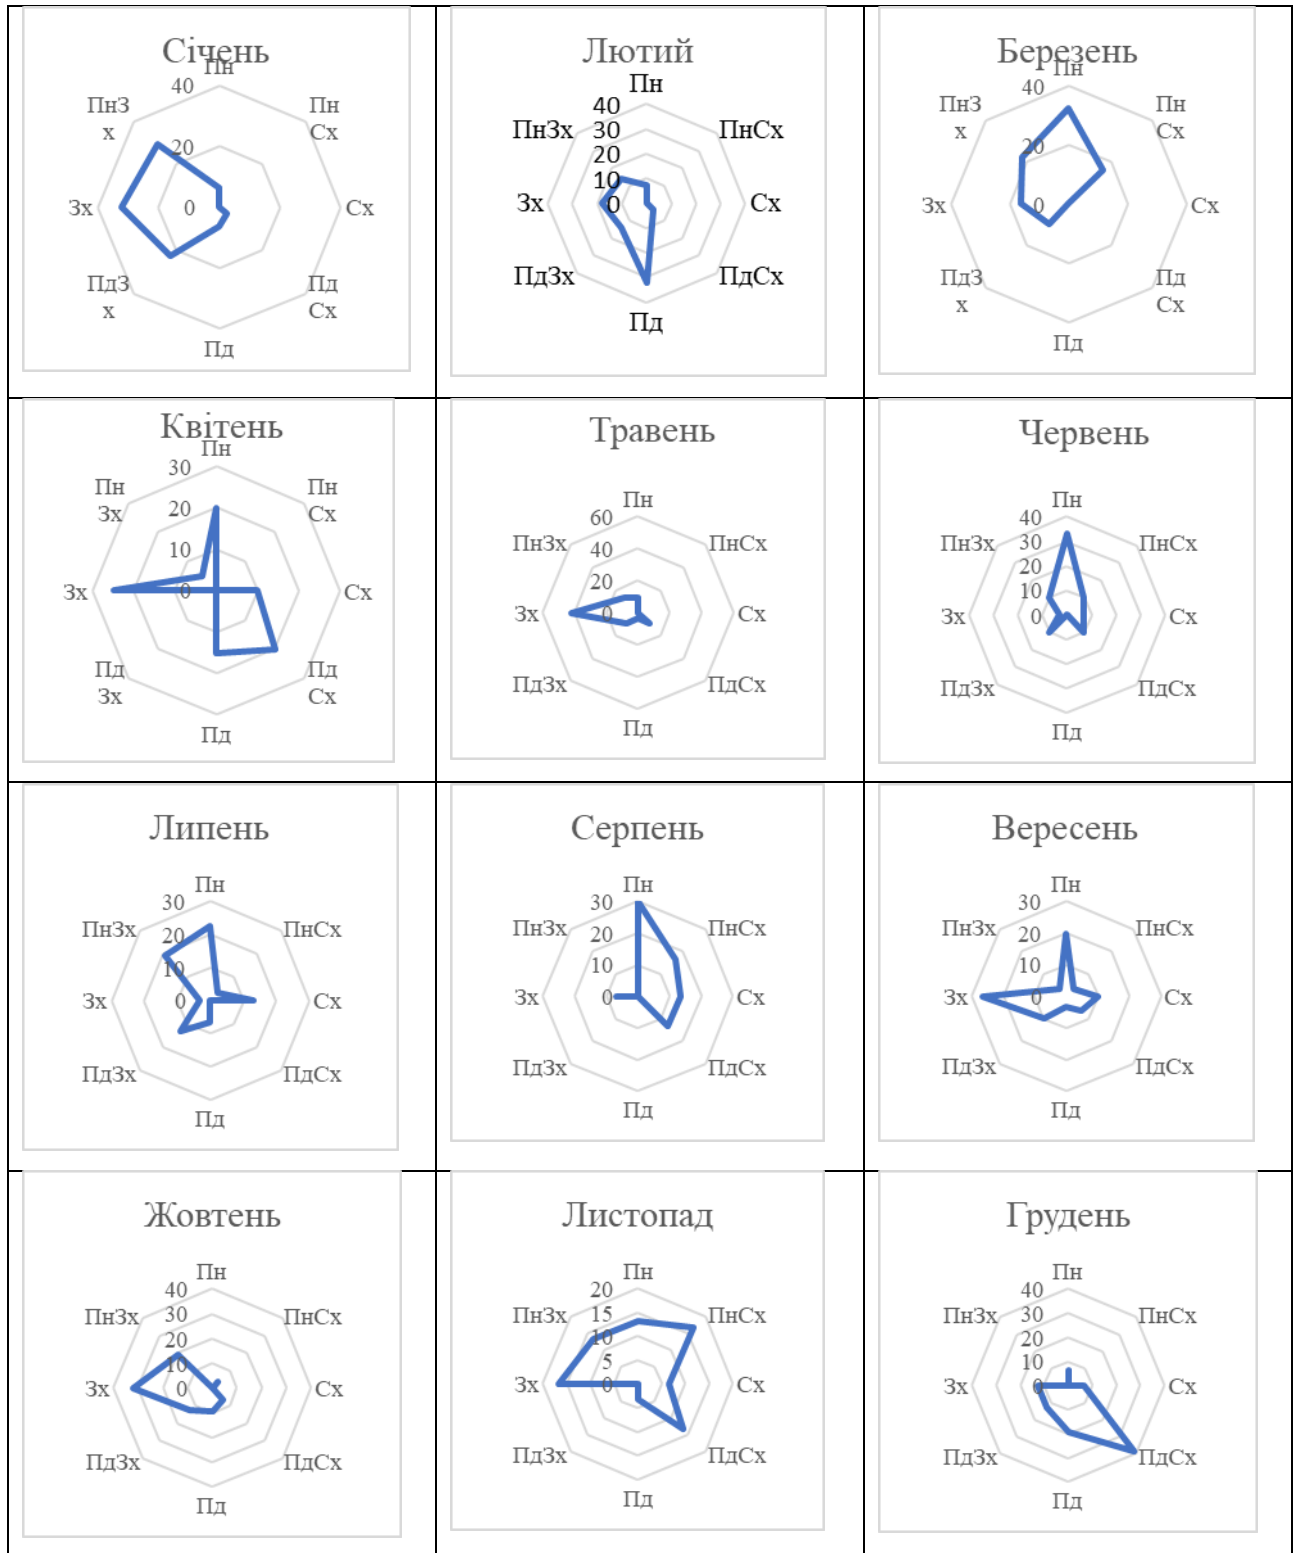 Січень
Пн
40
ПнЗ
х
Пн
Сх
20
Зх
0
Сх
ПдЗ
х
Пд
Сх
Пд
Лютий
Пн
40
30
ПнЗх
ПнСх
20
10
Зх
0
Сх
ПдЗх
ПдСх
Пд
Березень
Пн
40
ПнЗ
х
Пн
Сх
20
Зх
0
Сх
ПдЗ
х
Пд
Сх
Пд
Квітень
Пн
30
Пн
Зх
Пн
Сх
20
10
Зх
0
Сх
Пд
Зх
Пд
Сх
Пд
Травень
Пн
60
ПнЗх
ПнСх
40
20
Зх
0
Сх
ПдЗх
ПдСх
Пд
Червень
Пн
40
30
ПнЗх
ПнСх
20
10
Зх
0
Сх
ПдЗх
ПдСх
Пд
Липень
Пн
30
ПнЗх
ПнСх
20
10
Зх
0
Сх
ПдЗх
ПдСх
Пд
Серпень
Пн
30
ПнЗх
ПнСх
20
10
Зх
0
Сх
ПдЗх
ПдСх
Пд
Вересень
Пн
30
ПнЗх
ПнСх
20
10
Зх
0
Сх
ПдЗх
ПдСх
Пд
Жовтень
Пн
40
30
ПнЗх
ПнСх
20
10
Зх
0
Сх
ПдЗх
ПдСх
Пд
Листопад
Пн
20
15
ПнЗх
ПнСх
10
5
Зх
0
Сх
ПдЗх
ПдСх
Пд
Грудень
Пн
40
30
ПнЗх
ПнСх
20
10
Зх
0
Сх
ПдЗх
ПдСх
Пд